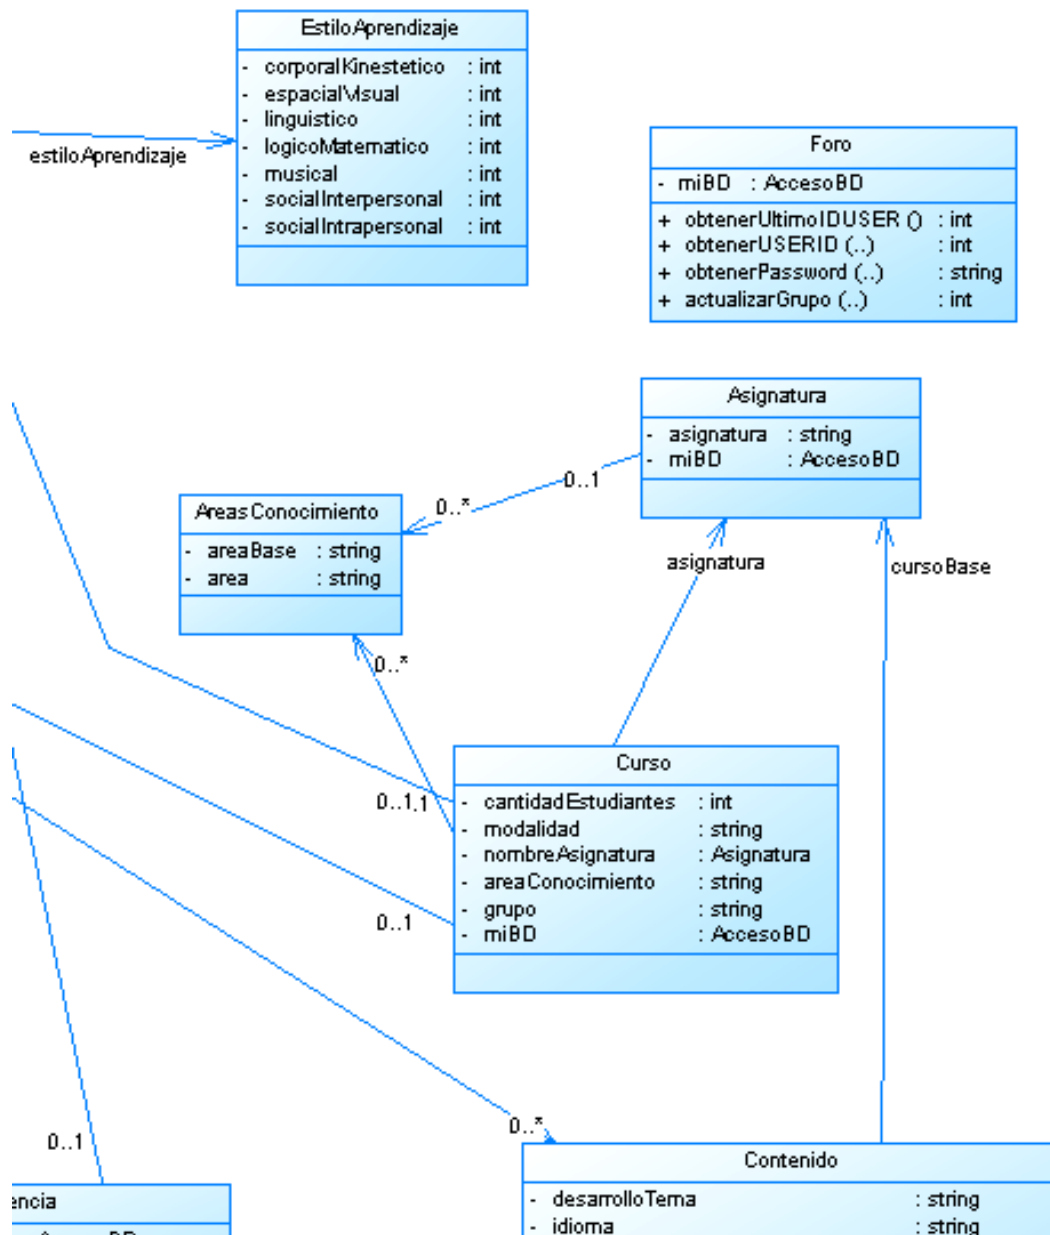 EstiloAprendizaje
- corporalKinestetico : int
- espacialVisual : int
- linguistico : int
- logicoMatematico : int
- musical : int
- socialInterpersonal : int
- socialIntrapersonal : int
estiloAprendizaje
Foro
- miBD : AccesoBD
+ obtenerUltimoIDUSER () : int
+ obtenerUSERID (..) : int
+ obtenerPassword (..) : string
+ actualizarGrupo (..) : int
Asignatura
- asignatura : string
- miBD : AccesoBD
0..1
0..*
AreasConocimiento
- areaBase : string
- area : string
asignatura
cursoBase
0..*
Curso
- cantidadEstudiantes : int
- modalidad : string
- nombreAsignatura : Asignatura
- areaConocimiento : string
- grupo : string
- miBD : AccesoBD
0..1
0..1
0..*
0..1
Contenido
- desarrolloTema : string
- idioma : string
encia